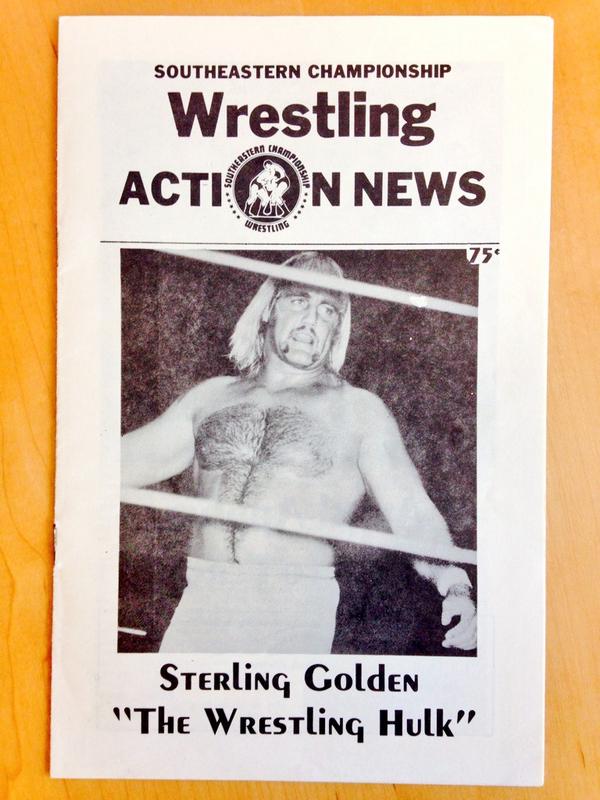 SOUTHEASTERN CHAMPIONSHIP
Wrestling
ACTION NEWS
SOUTHEASTERN CHAMPIONSHIP
WRESTLING
75¢
Sterling Golden
"The Wrestling Hulk"